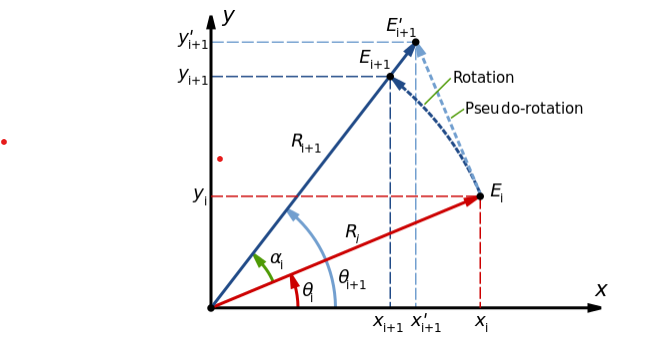 y
E'i+1
y'i+1
Ei+1
yi+1
Rotation
Pseudo-rotation
Ri+1
yi
Ei
Ri
αi
θi+1
θi
x
xi+1 x'i+1 xi